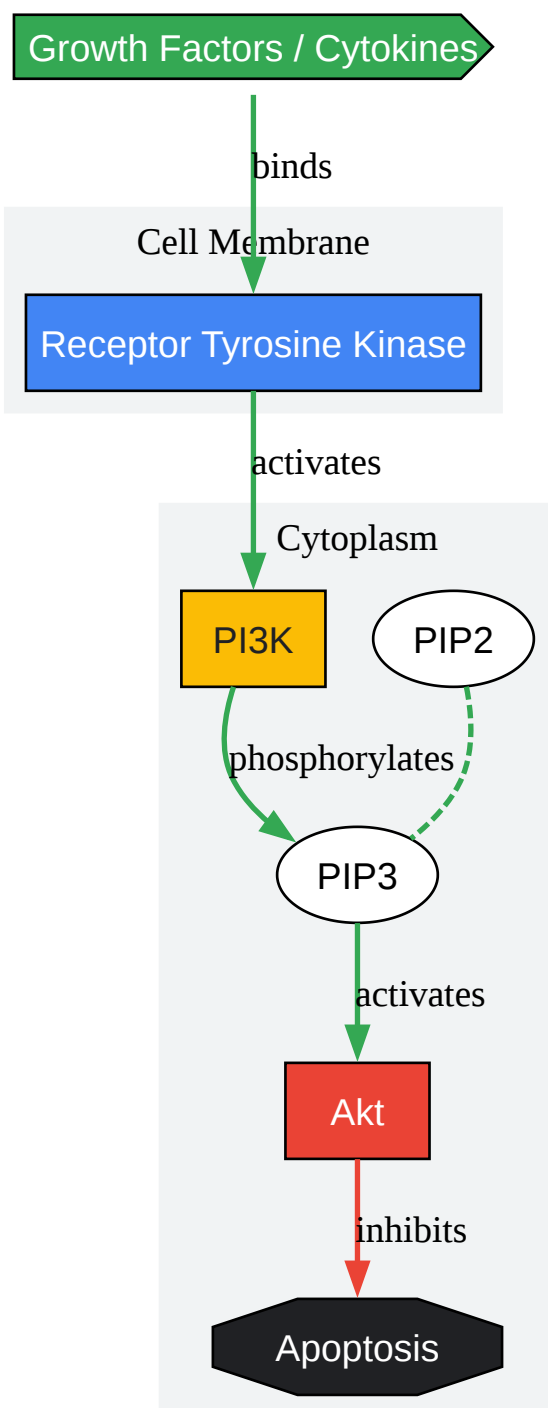 Growth Factors / Cytokines
binds
Cell Membrane
Receptor Tyrosine Kinase
activates
Cytoplasm
PI3K
PIP2
phosphorylates
PIP3
activates
Akt
inhibits
Apoptosis